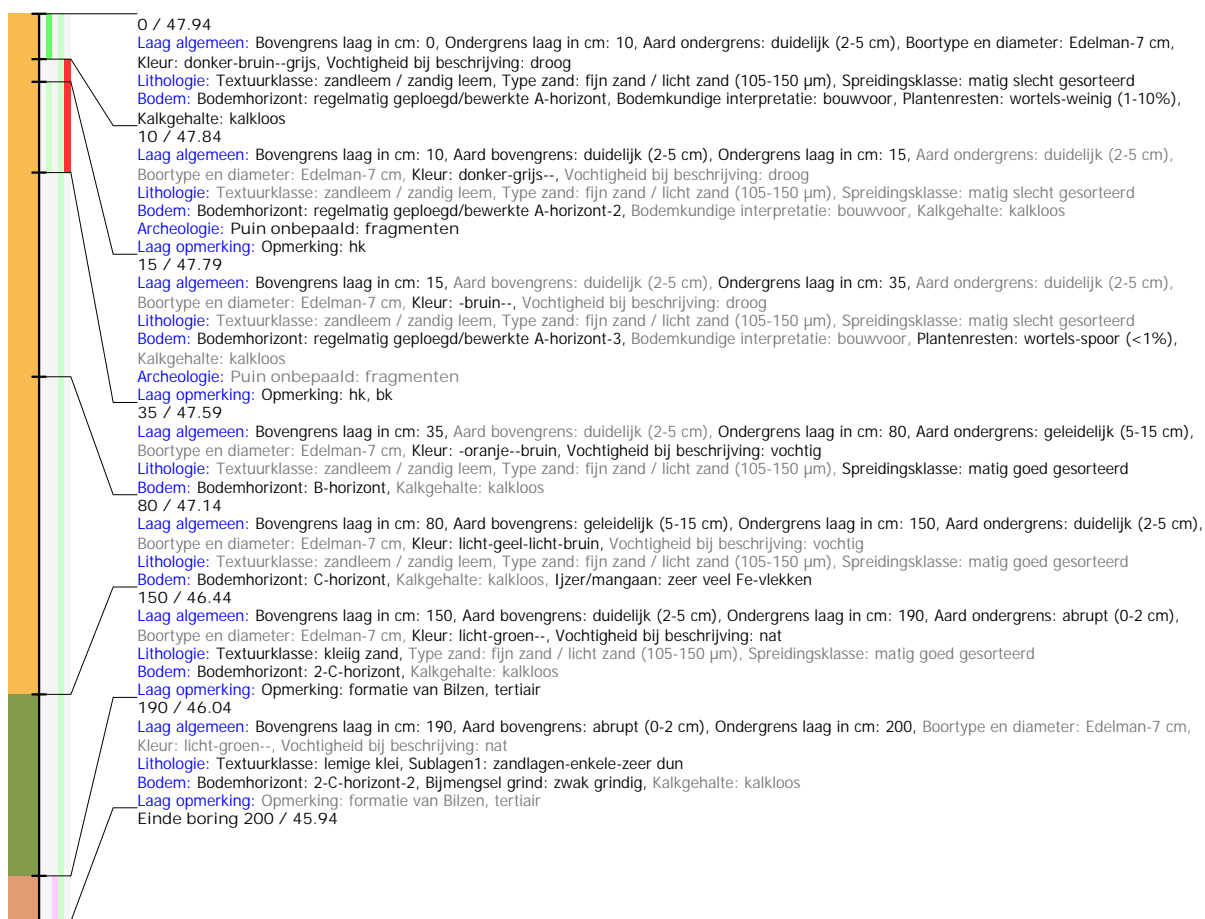 0 / 47.94
Laag algemeen: Bovengrens laag in cm: 0, Ondergrens laag in cm: 10, Aard ondergrens: duidelijk (2-5 cm), Boortype en diameter: Edelman-7 cm,
Kleur: donker-bruin--grijs, Vochtigheid bij beschrijving: droog
Lithologie: Textuurklasse: zandleem / zandig leem, Type zand: fijn zand / licht zand (105-150 µm), Spreidingsklasse: matig slecht gesorteerd
Bodem: Bodemhorizont: regelmatig geploegd/bewerkte A-horizont, Bodemkundige interpretatie: bouwvoor, Plantenresten: wortels-weinig (1-10%),
Kalkgehalte: kalkloos
10 / 47.84
Laag algemeen: Bovengrens laag in cm: 10, Aard bovengrens: duidelijk (2-5 cm), Ondergrens laag in cm: 15, Aard ondergrens: duidelijk (2-5 cm),
Boortype en diameter: Edelman-7 cm, Kleur: donker-grijs--, Vochtigheid bij beschrijving: droog
Lithologie: Textuurklasse: zandleem / zandig leem, Type zand: fijn zand / licht zand (105-150 µm), Spreidingsklasse: matig slecht gesorteerd
Bodem: Bodemhorizont: regelmatig geploegd/bewerkte A-horizont-2, Bodemkundige interpretatie: bouwvoor, Kalkgehalte: kalkloos
Archeologie: Puin onbepaald: fragmenten
Laag opmerking: Opmerking: hk
15 / 47.79
Laag algemeen: Bovengrens laag in cm: 15, Aard bovengrens: duidelijk (2-5 cm), Ondergrens laag in cm: 35, Aard ondergrens: duidelijk (2-5 cm),
Boortype en diameter: Edelman-7 cm, Kleur: -bruin--, Vochtigheid bij beschrijving: droog
Lithologie: Textuurklasse: zandleem / zandig leem, Type zand: fijn zand / licht zand (105-150 µm), Spreidingsklasse: matig slecht gesorteerd
Bodem: Bodemhorizont: regelmatig geploegd/bewerkte A-horizont-3, Bodemkundige interpretatie: bouwvoor, Plantenresten: wortels-spoor (<1%),
Kalkgehalte: kalkloos
Archeologie: Puin onbepaald: fragmenten
Laag opmerking: Opmerking: hk, bk
35 / 47.59
Laag algemeen: Bovengrens laag in cm: 35, Aard bovengrens: duidelijk (2-5 cm), Ondergrens laag in cm: 80, Aard ondergrens: geleidelijk (5-15 cm),
Boortype en diameter: Edelman-7 cm, Kleur: -oranje--bruin, Vochtigheid bij beschrijving: vochtig
Lithologie: Textuurklasse: zandleem / zandig leem, Type zand: fijn zand / licht zand (105-150 µm), Spreidingsklasse: matig goed gesorteerd
Bodem: Bodemhorizont: B-horizont, Kalkgehalte: kalkloos
80 / 47.14
Laag algemeen: Bovengrens laag in cm: 80, Aard bovengrens: geleidelijk (5-15 cm), Ondergrens laag in cm: 150, Aard ondergrens: duidelijk (2-5 cm),
Boortype en diameter: Edelman-7 cm, Kleur: licht-geel-licht-bruin, Vochtigheid bij beschrijving: vochtig
Lithologie: Textuurklasse: zandleem / zandig leem, Type zand: fijn zand / licht zand (105-150 µm), Spreidingsklasse: matig goed gesorteerd
Bodem: Bodemhorizont: C-horizont, Kalkgehalte: kalkloos, Ijzer/mangaan: zeer veel Fe-vlekken
150 / 46.44
Laag algemeen: Bovengrens laag in cm: 150, Aard bovengrens: duidelijk (2-5 cm), Ondergrens laag in cm: 190, Aard ondergrens: abrupt (0-2 cm),
Boortype en diameter: Edelman-7 cm, Kleur: licht-groen--, Vochtigheid bij beschrijving: nat
Lithologie: Textuurklasse: kleiig zand, Type zand: fijn zand / licht zand (105-150 µm), Spreidingsklasse: matig goed gesorteerd
Bodem: Bodemhorizont: 2-C-horizont, Kalkgehalte: kalkloos
Laag opmerking: Opmerking: formatie van Bilzen, tertiair
190 / 46.04
Laag algemeen: Bovengrens laag in cm: 190, Aard bovengrens: abrupt (0-2 cm), Ondergrens laag in cm: 200, Boortype en diameter: Edelman-7 cm,
Kleur: licht-groen--, Vochtigheid bij beschrijving: nat
Lithologie: Textuurklasse: lemige klei, Sublagen1: zandlagen-enkele-zeer dun
Bodem: Bodemhorizont: 2-C-horizont-2, Bijmengsel grind: zwak grindig, Kalkgehalte: kalkloos
Laag opmerking: Opmerking: formatie van Bilzen, tertiair
Einde boring 200 / 45.94